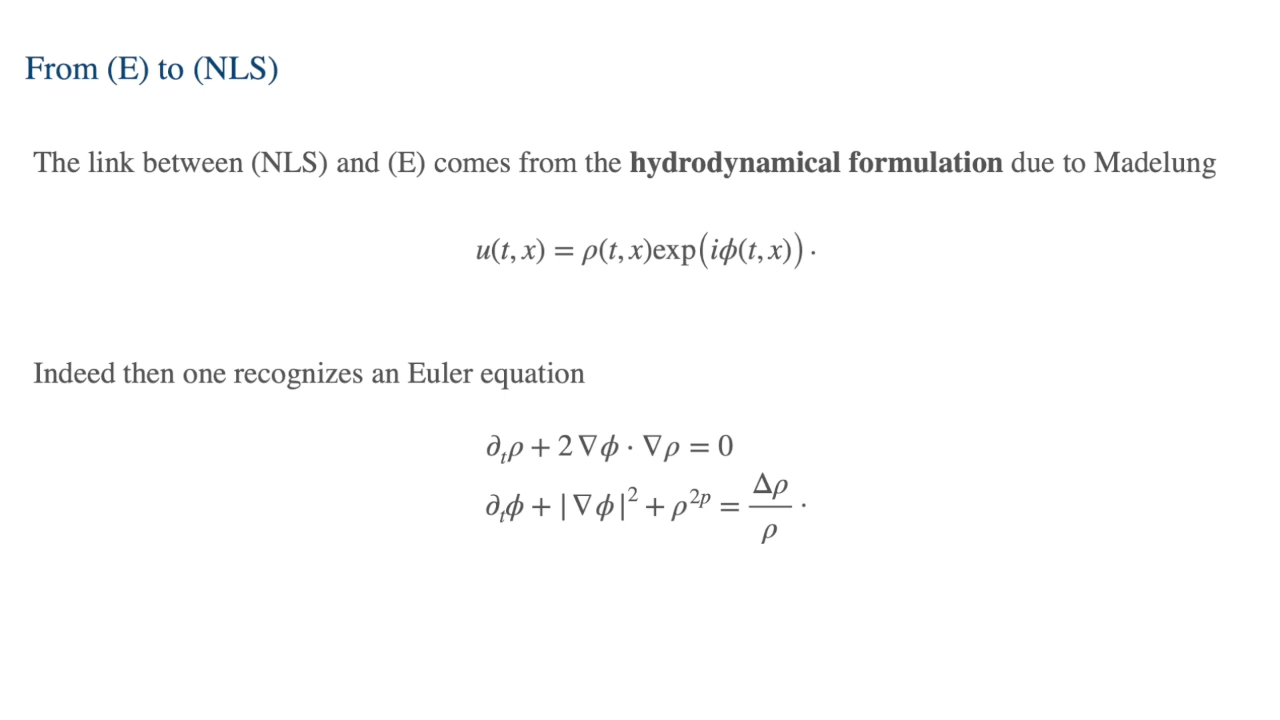 From (E) to (NLS)
The link between (NLS) and (E) comes from the hydrodynamical formulation due to Madelung
u(t, x) = ρ(t, x)exp(iϕ(t, x)) ·
Indeed then one recognizes an Euler equation
∂ₜρ + 2∇ϕ · ∇ρ = 0
∂ₜϕ + |∇ϕ|² + ρ²ᵖ = Δρ/ρ ·